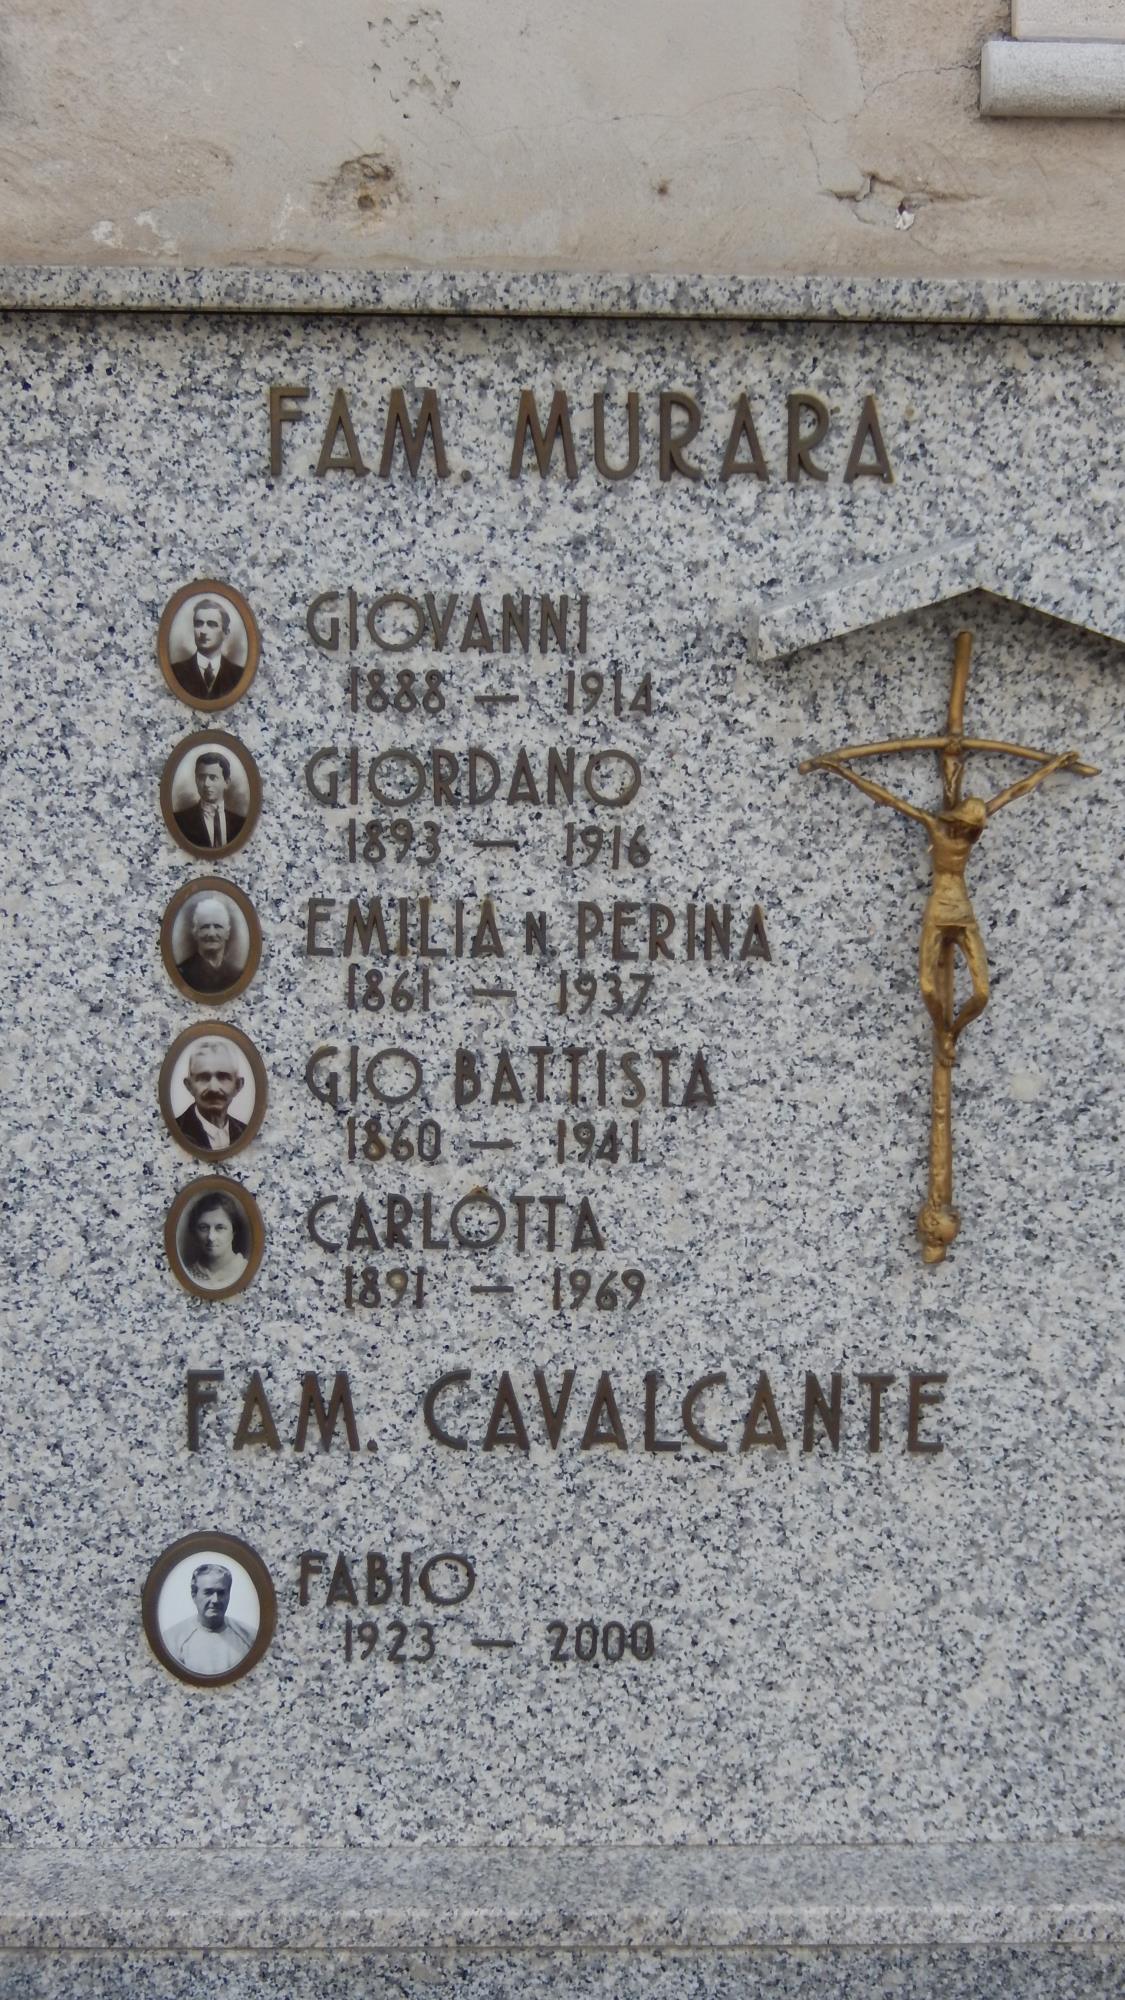 FAM. MURARA
GIOVANNI
1888 — 1914
GIORDANO
1893 — 1916
EMILIA N. PERINA
1861 — 1937
GIO BATTISTA
1860 — 1941
CARLOTTA
1891 — 1969
FAM. CAVALCANTE
FABIO
1923 — 2000